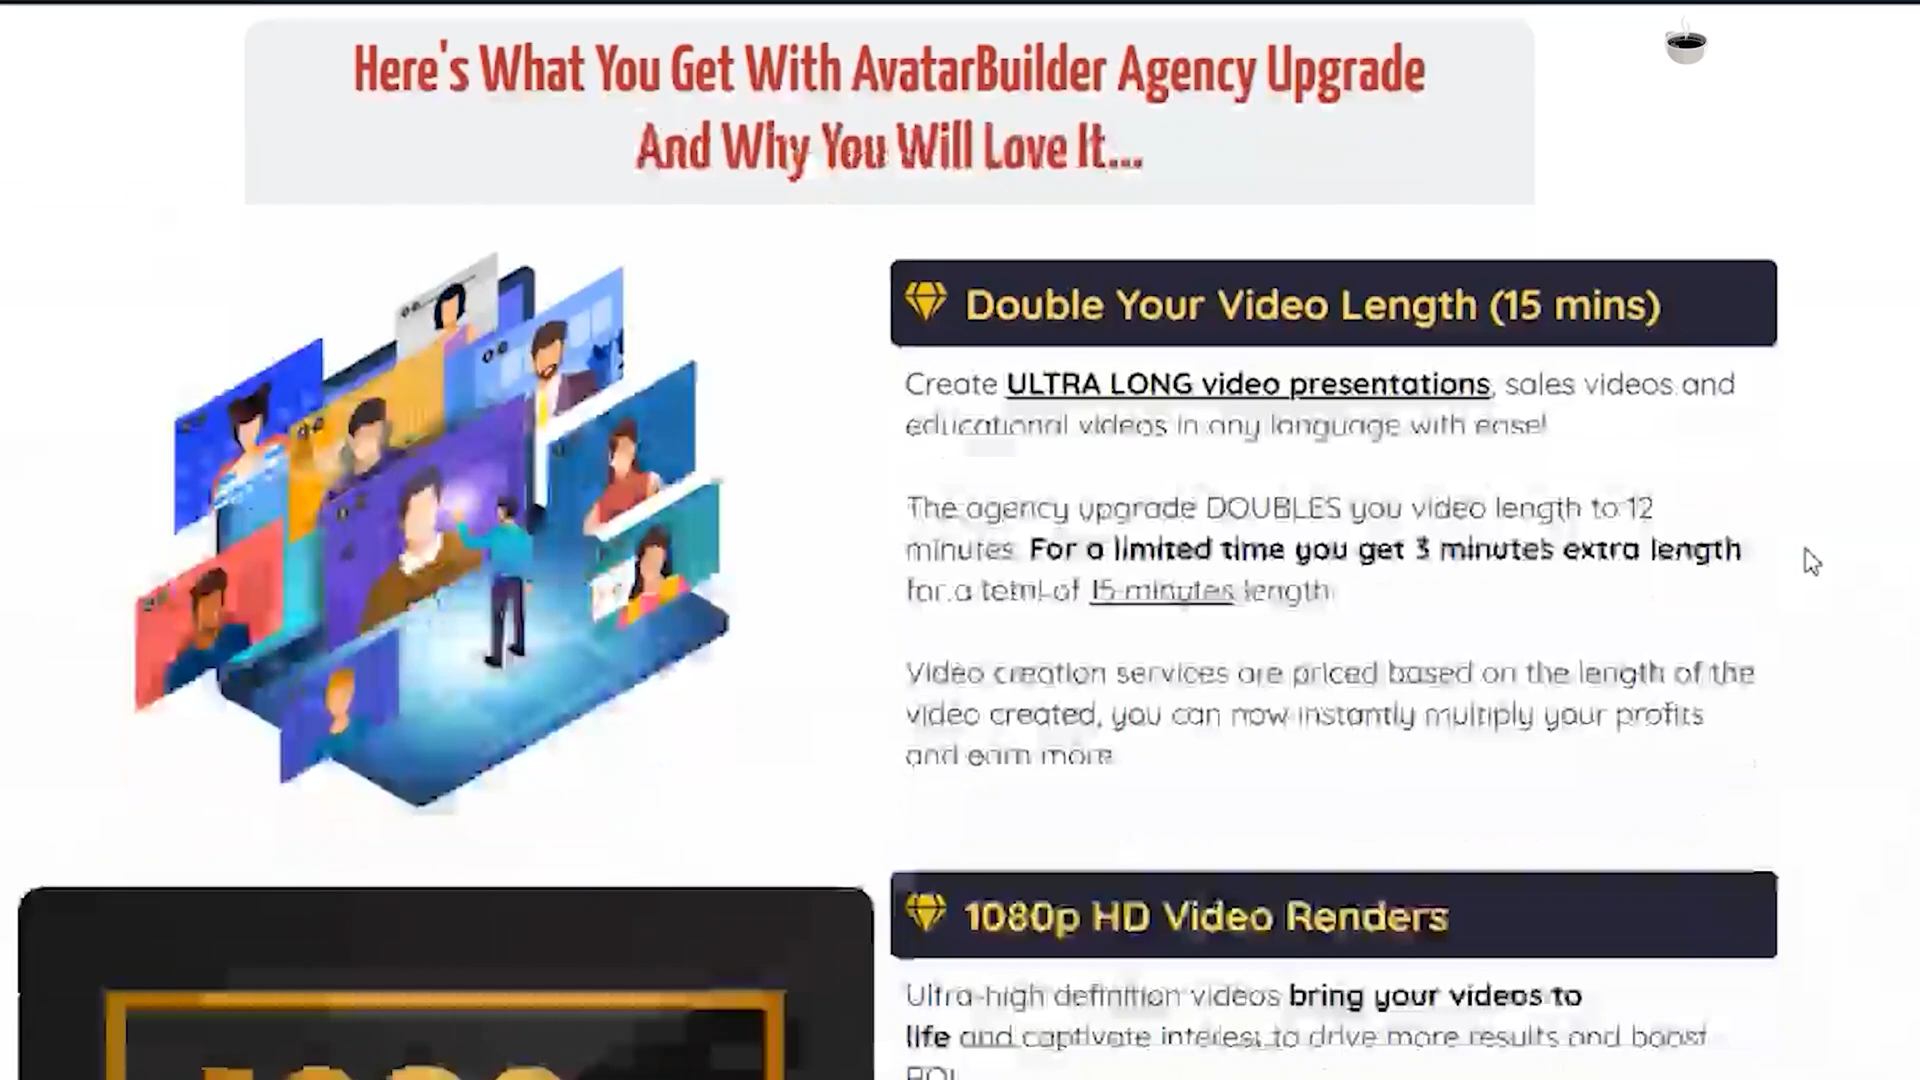 Here's What You Get With AvatarBuilder Agency Upgrade
And Why You Will Love It...
Double Your Video Length (15 mins)
Create ULTRA LONG video presentations, sales videos and
educational videos in any language with ease!
The agency upgrade DOUBLES you video length to 12
minutes. For a limited time you get 3 minutes extra length
for a total of 15 minutes length.
Video creation services are priced based on the length of the
video created, you can now instantly multiply your profits
and earn more.
1080p HD Video Renders
Ultra-high definition videos bring your videos to
life and captivate interest to drive more results and boost
ROI.